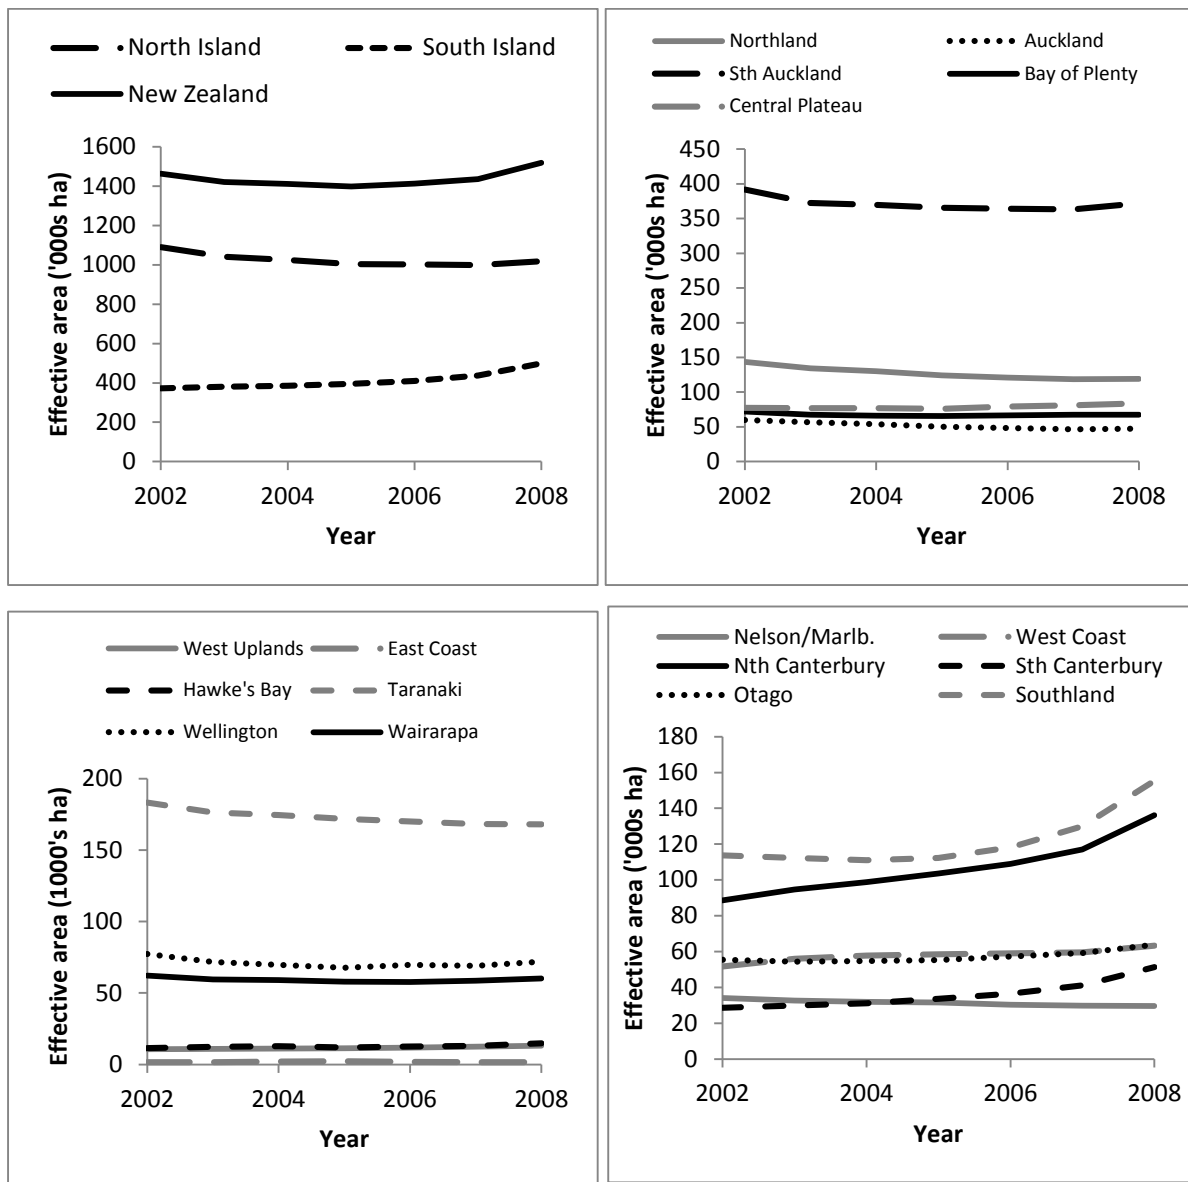 North Island South Island
New Zealand
Effective area ('000s ha)
1600
1400
1200
1000
800
600
400
200
0
2002 2004 2006 2008
Year
Northland Auckland
Sth Auckland Bay of Plenty
Central Plateau
Effective area ('000s ha)
450
400
350
300
250
200
150
100
50
0
2002 2004 2006 2008
Year
West Uplands East Coast
Hawke's Bay Taranaki
Wellington Wairarapa
Effective area (1000's ha)
200
150
100
50
0
2002 2004 2006 2008
Year
Nelson/Marlb. West Coast
Nth Canterbury Sth Canterbury
Otago Southland
Effective area ('000s ha)
180
160
140
120
100
80
60
40
20
0
2002 2004 2006 2008
Year